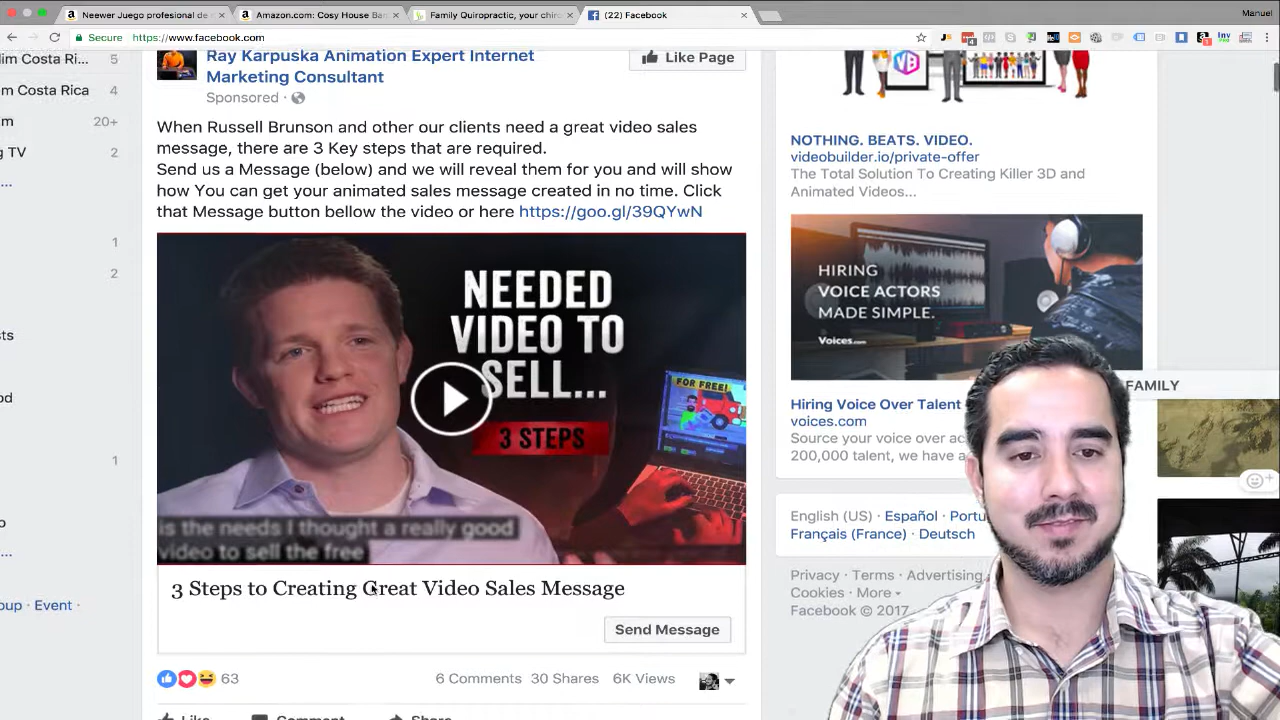 Neewer Juego profesional de
Amazon.com: Cosy House Ba
Family Quiropractic, your chir
(22) Facebook
Manuel
Secure
https://www.facebook.com
lim Costa Ri... 5
m Costa Rica 4
m 20+
g TV 2
1
2
sts
od
1
o
oup · Event ·
Ray Karpuska Animation Expert Internet
Marketing Consultant
Like Page
Sponsored ·
When Russell Brunson and other our clients need a great video sales
message, there are 3 Key steps that are required.
Send us a Message (below) and we will reveal them for you and will show
how You can get your animated sales message created in no time. Click
that Message button bellow the video or here https://goo.gl/39QYwN
NEEDED
VIDEO TO
SELL...
3 STEPS
FOR FREE!
is the needs I thought a really good
video to sell the free
3 Steps to Creating Great Video Sales Message
Send Message
63
6 Comments 30 Shares 6K Views
Like Comment Share
VB
NOTHING. BEATS. VIDEO.
videobuilder.io/private-offer
The Total Solution To Creating Killer 3D and
Animated Videos...
HIRING
VOICE ACTORS
MADE SIMPLE.
Voices.com
Hiring Voice Over Talent
voices.com
Source your voice over ac
200,000 talent, we have a
FAMILY
English (US) · Español · Portu
Français (France) · Deutsch
Privacy · Terms · Advertising
Cookies · More
Facebook © 2017